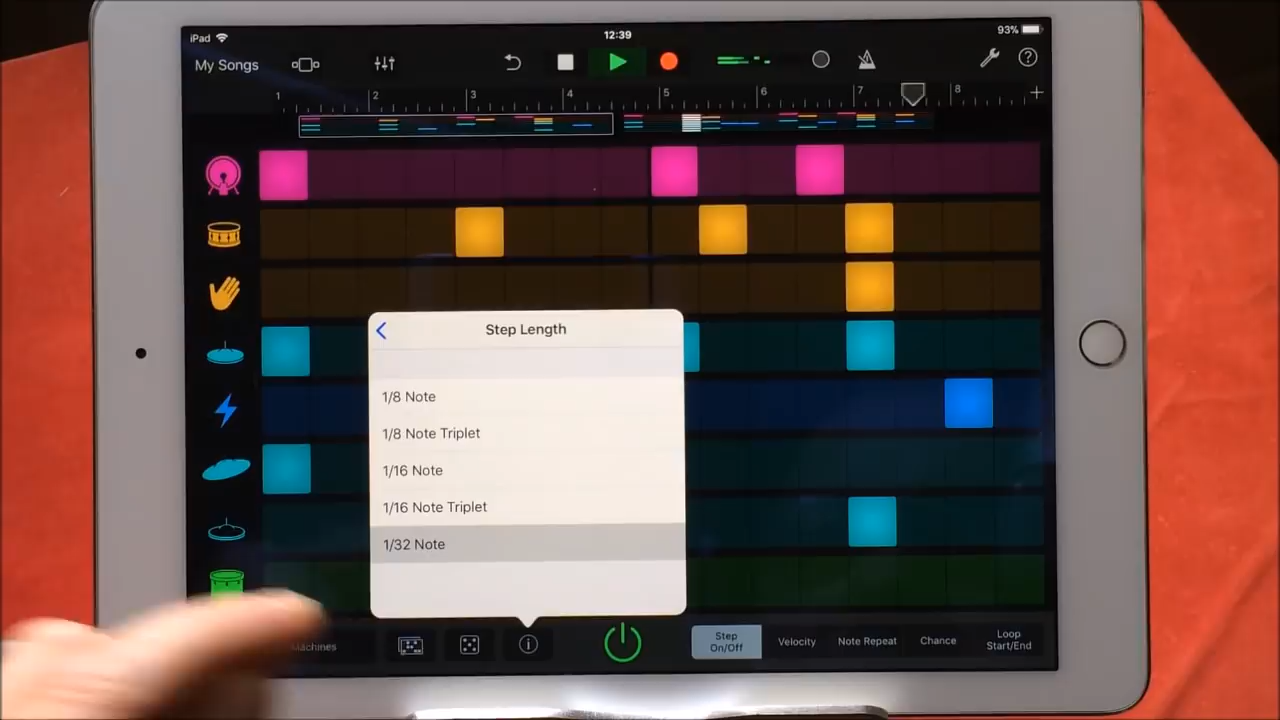 iPad
12:39
93%
My Songs
1 2 3 4 5 6 7 8 +
Step Length
1/8 Note
1/8 Note Triplet
1/16 Note
1/16 Note Triplet
1/32 Note
Machines
Step
On/Off
Velocity
Note Repeat
Chance
Loop
Start/End